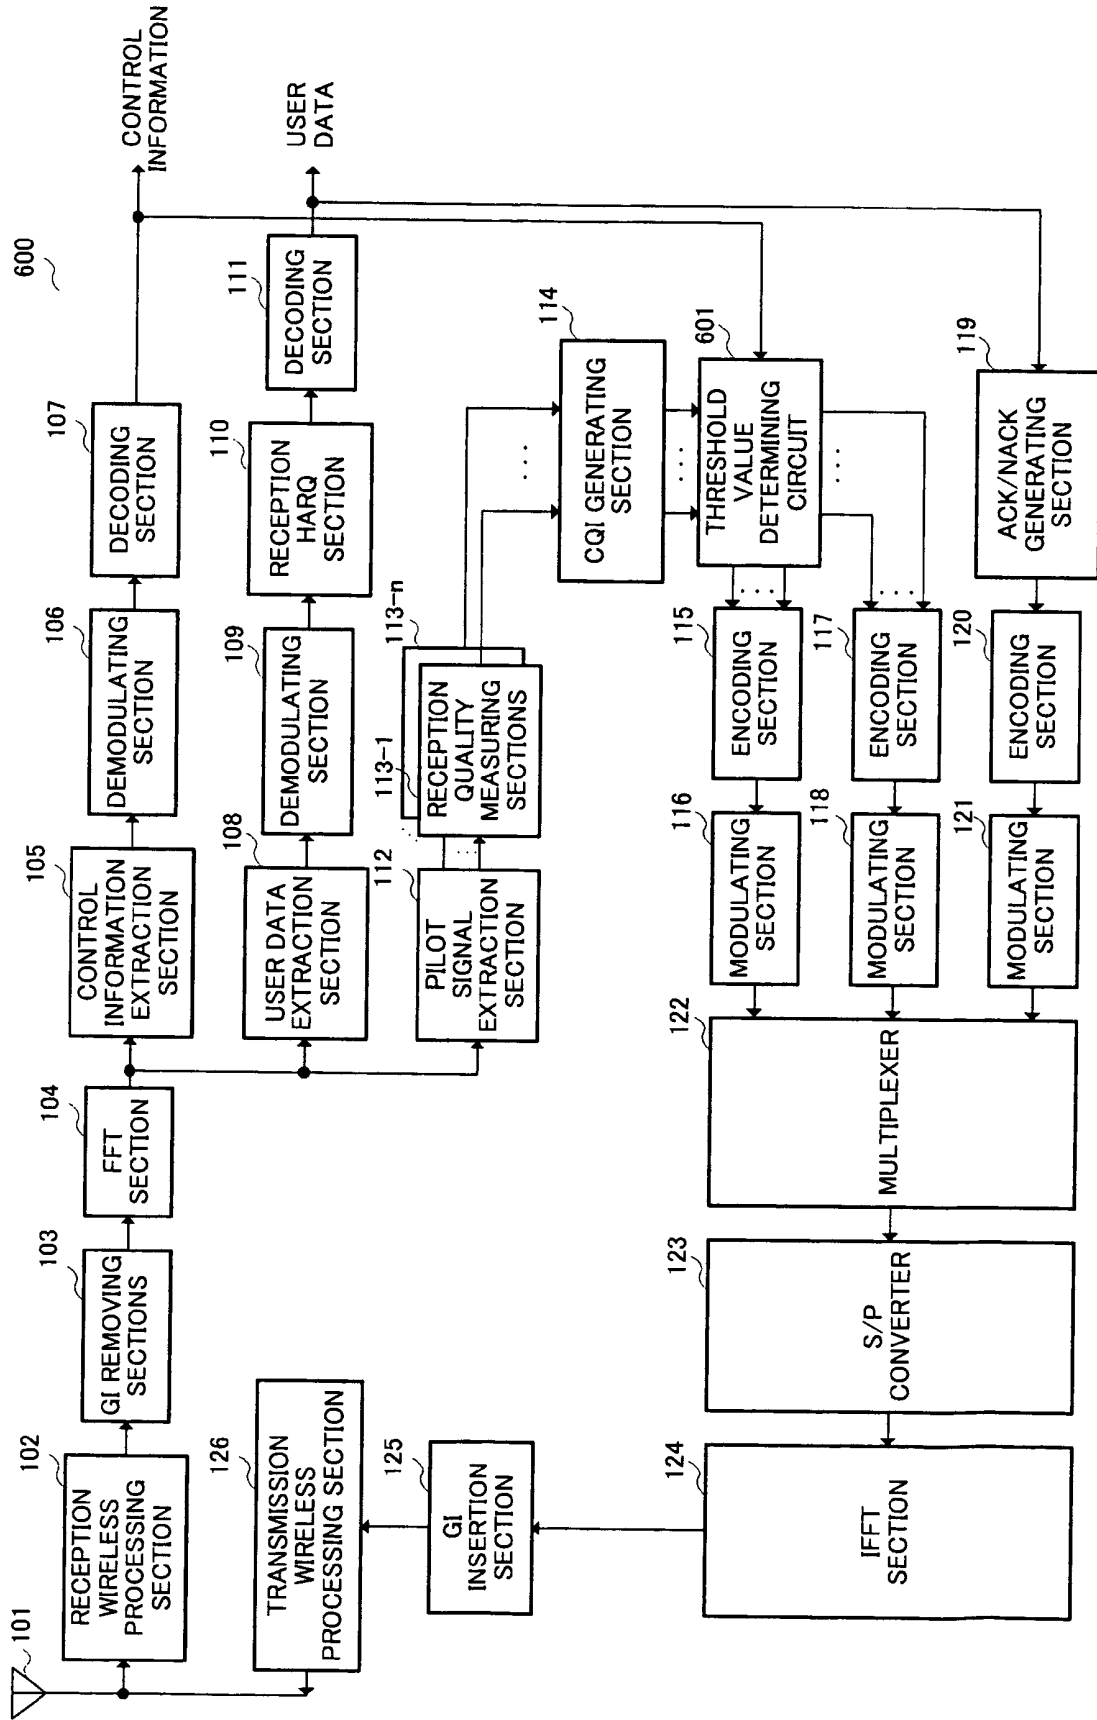 600
101
102
RECEPTION
WIRELESS
PROCESSING
SECTION
103
GI REMOVING
SECTIONS
104
FFT
SECTION
105
CONTROL
INFORMATION
EXTRACTION
SECTION
106
DEMODULATING
SECTION
107
DECODING
SECTION
CONTROL
INFORMATION
108
USER DATA
EXTRACTION
SECTION
109
DEMODULATING
SECTION
110
RECEPTION
HARQ
SECTION
111
DECODING
SECTION
USER
DATA
112
PILOT
SIGNAL
EXTRACTION
SECTION
113-1
113-n
RECEPTION
QUALITY
MEASURING
SECTIONS
114
CQI GENERATING
SECTION
601
THRESHOLD
VALUE
DETERMINING
CIRCUIT
115
ENCODING
SECTION
116
MODULATING
SECTION
117
ENCODING
SECTION
118
MODULATING
SECTION
119
ACK/NACK
GENERATING
SECTION
120
ENCODING
SECTION
121
MODULATING
SECTION
122
MULTIPLEXER
123
S/P
CONVERTER
124
IFFT
SECTION
125
GI
INSERTION
SECTION
126
TRANSMISSION
WIRELESS
PROCESSING SECTION